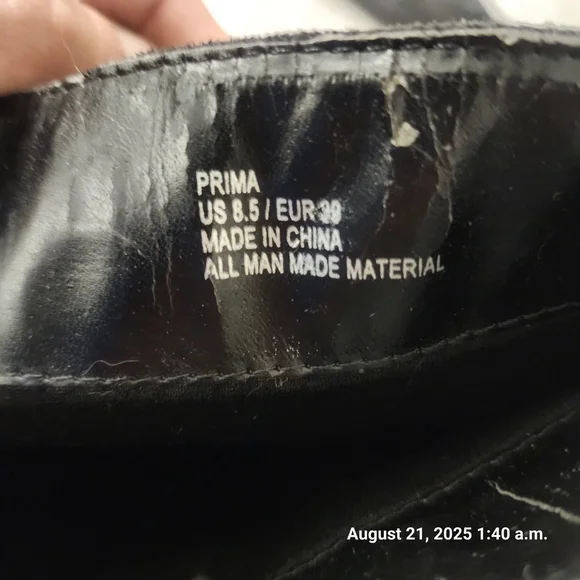 PRIMA
US 8.5 / EUR 39
MADE IN CHINA
ALL MAN MADE MATERIAL
August 21, 2025 1:40 a.m.